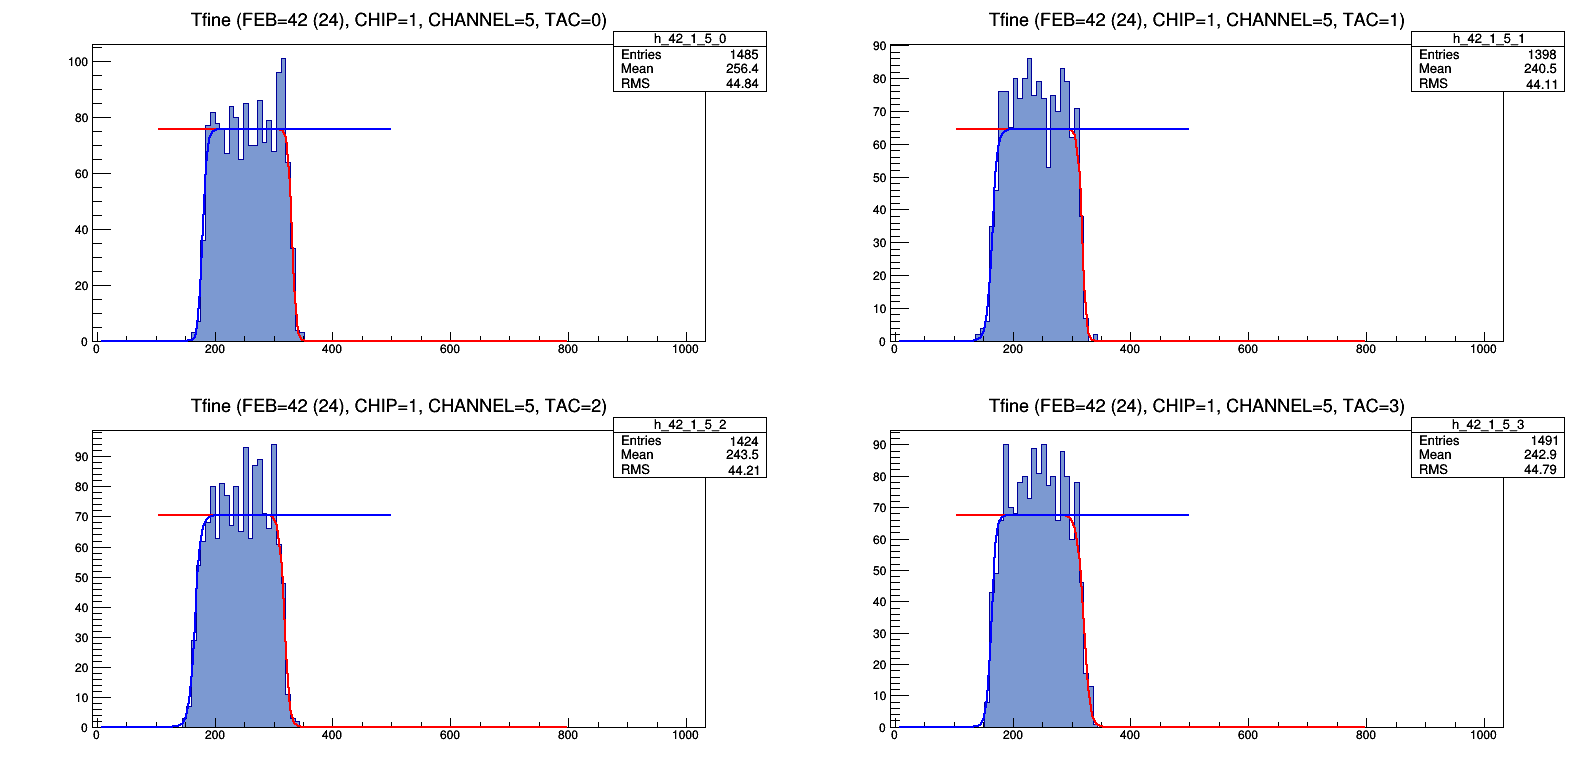 Tfine (FEB=42 (24), CHIP=1, CHANNEL=5, TAC=0)
h_42_1_5_0
Entries 1485
Mean 256.4
RMS 44.84
100
80
60
40
20
0
0 200 400 600 800 1000
Tfine (FEB=42 (24), CHIP=1, CHANNEL=5, TAC=1)
h_42_1_5_1
Entries 1398
Mean 240.5
RMS 44.11
90
80
70
60
50
40
30
20
10
0
0 200 400 600 800 1000
Tfine (FEB=42 (24), CHIP=1, CHANNEL=5, TAC=2)
h_42_1_5_2
Entries 1424
Mean 243.5
RMS 44.21
90
80
70
60
50
40
30
20
10
0
0 200 400 600 800 1000
Tfine (FEB=42 (24), CHIP=1, CHANNEL=5, TAC=3)
h_42_1_5_3
Entries 1491
Mean 242.9
RMS 44.79
90
80
70
60
50
40
30
20
10
0
0 200 400 600 800 1000